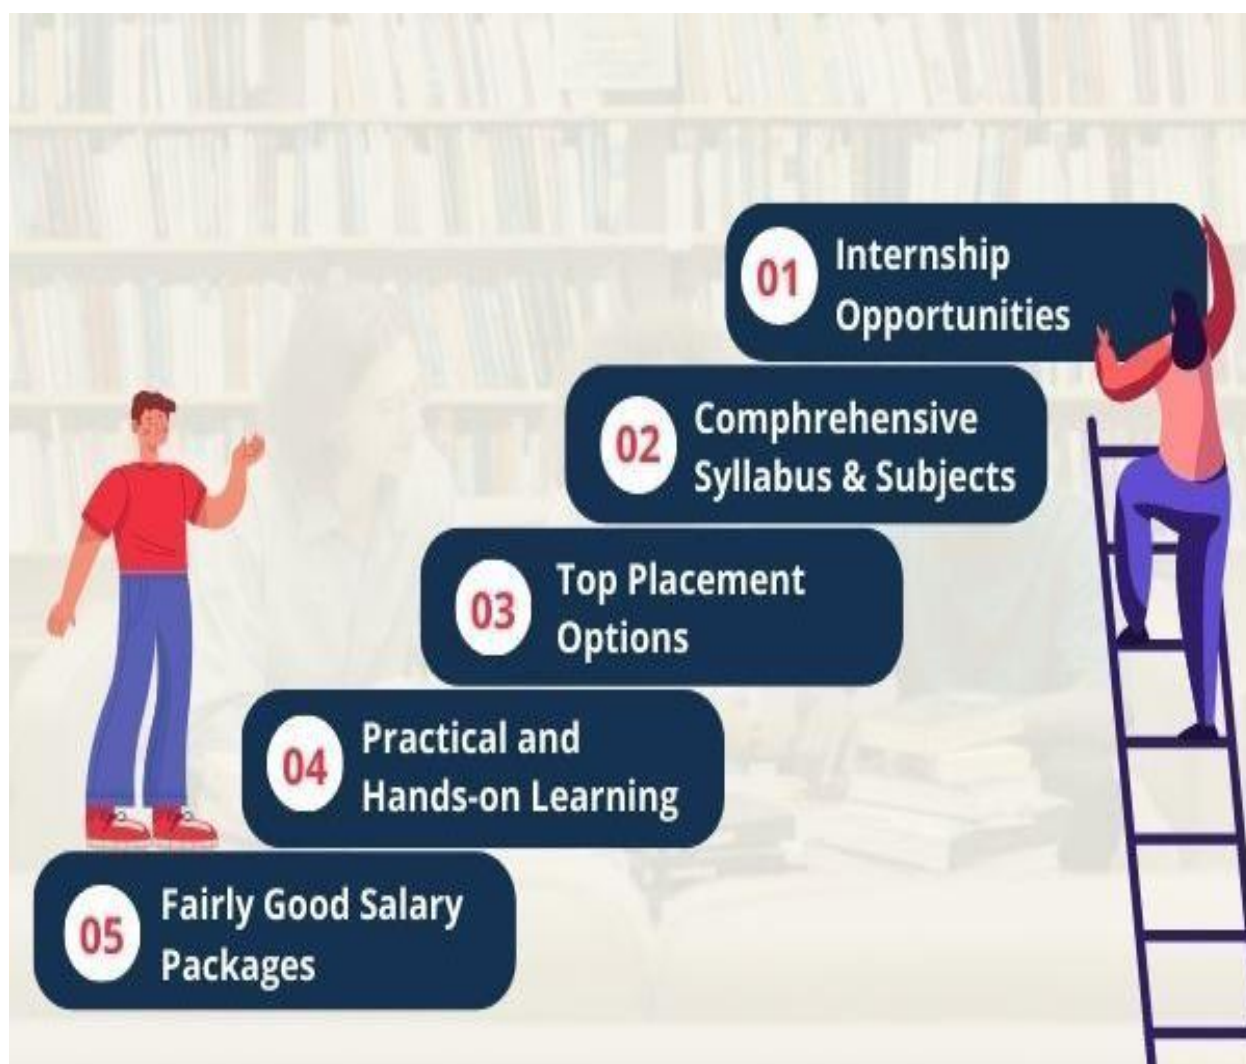 01
Internship
Opportunities
02
Comphrehensive
Syllabus & Subjects
03
Top Placement
Options
04
Practical and
Hands-on Learning
05
Fairly Good Salary
Packages